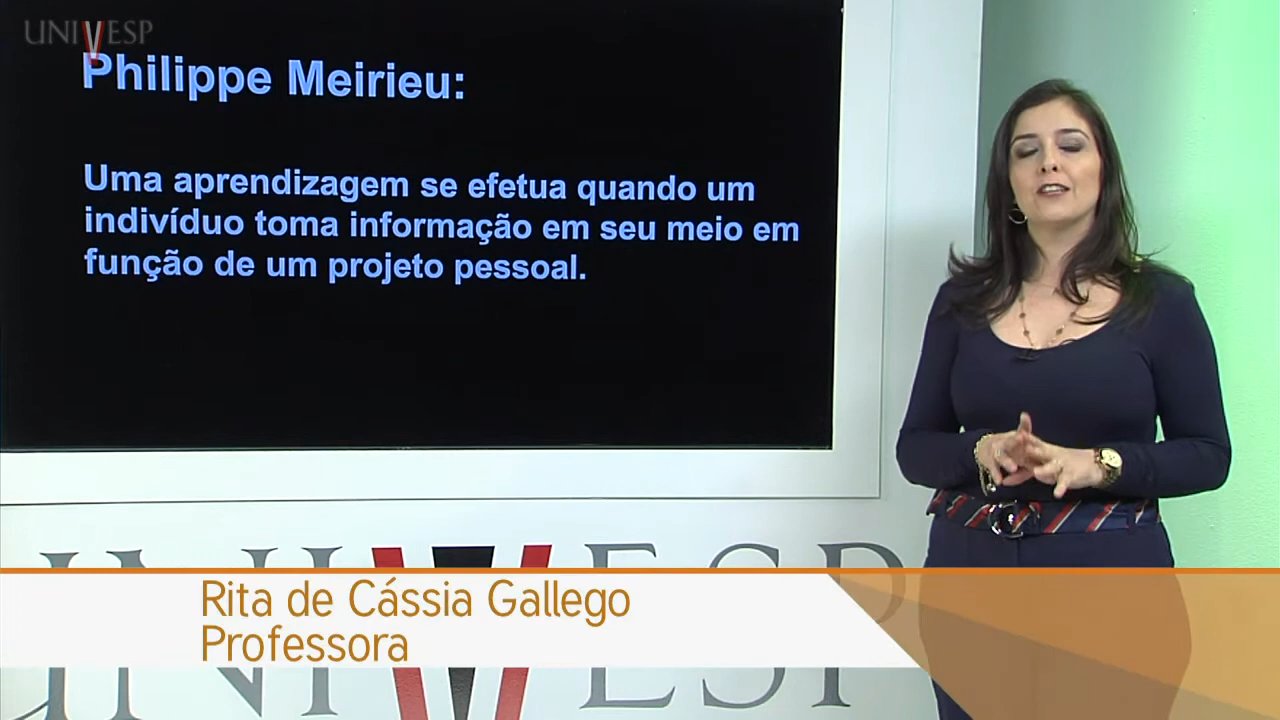 UNIVESP
Philippe Meirieu:
Uma aprendizagem se efetua quando um
indivíduo toma informação em seu meio em
função de um projeto pessoal.
UNIVESP
Rita de Cássia Gallego
Professora